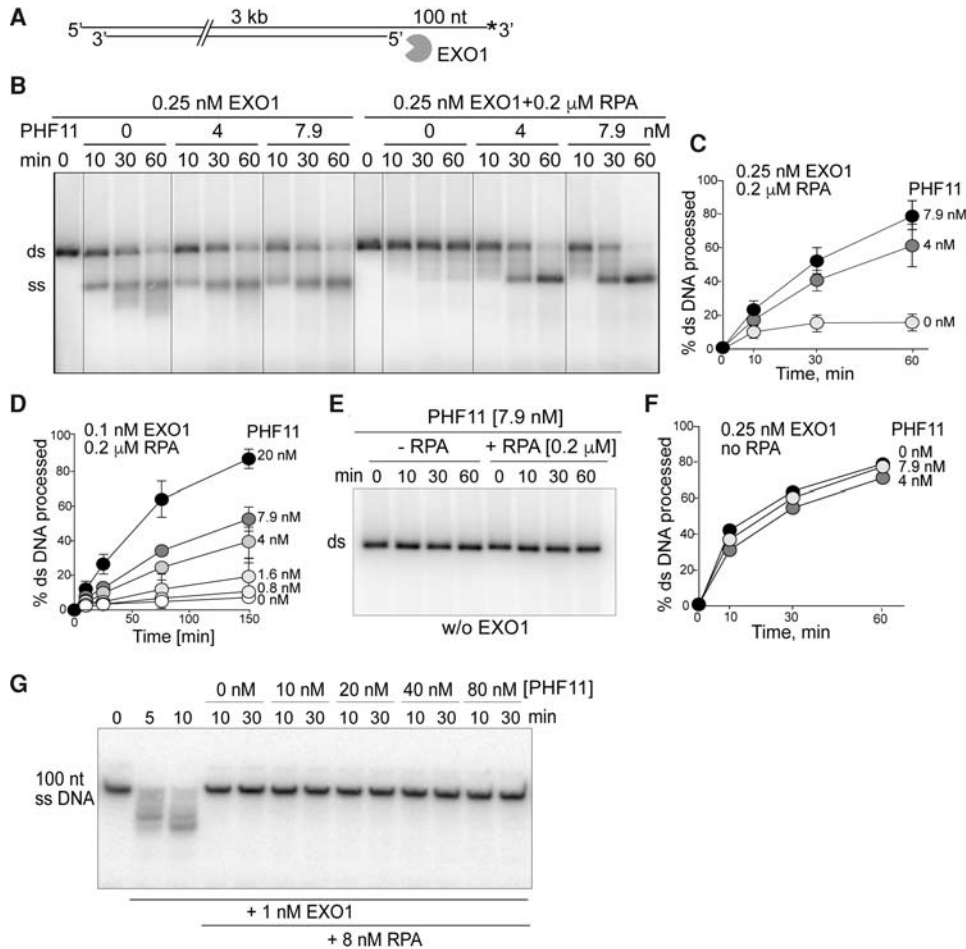 A
3 kb 100 nt
5’ *3’
3’ 5’
EXO1
B
0.25 nM EXO1 0.25 nM EXO1+0.2 μM RPA
PHF11 0 4 7.9 0 4 7.9 nM
min 0 10 30 60 10 30 60 10 30 60 0 10 30 60 10 30 60 10 30 60
ds
ss
C
0.25 nM EXO1
0.2 μM RPA
PHF11
7.9 nM
4 nM
0 nM
% ds DNA processed
100
80
60
40
20
0
0 10 30 60
Time, min
D
0.1 nM EXO1
0.2 μM RPA
PHF11
20 nM
7.9 nM
4 nM
1.6 nM
0.8 nM
0 nM
% ds DNA processed
100
80
60
40
20
0
0 50 100 150
Time [min]
E
PHF11 [7.9 nM]
- RPA + RPA [0.2 μM]
min 0 10 30 60 0 10 30 60
ds
w/o EXO1
F
0.25 nM EXO1
no RPA
PHF11
0 nM
7.9 nM
4 nM
% ds DNA processed
100
80
60
40
20
0
0 10 30 60
Time, min
G
0 nM 10 nM 20 nM 40 nM 80 nM [PHF11]
0 5 10 10 30 10 30 10 30 10 30 10 30 min
100 nt
ss DNA
+ 1 nM EXO1
+ 8 nM RPA